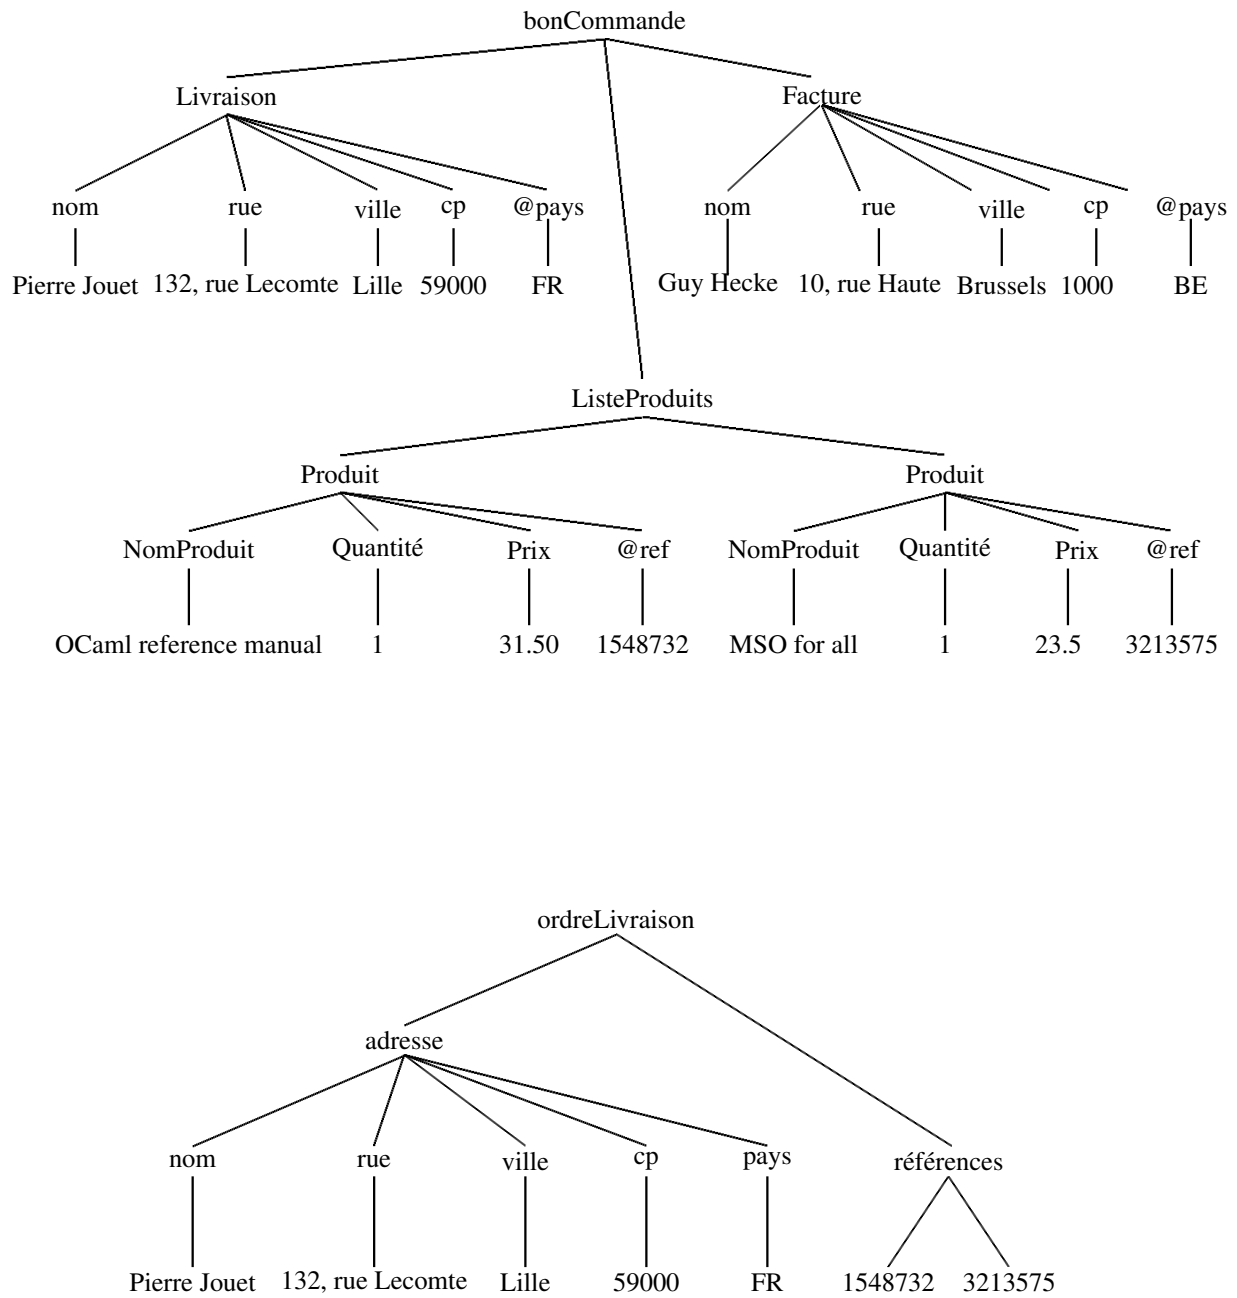 bonCommande
Livraison Facture
nom rue ville cp @pays nom rue ville cp @pays
Pierre Jouet 132, rue Lecomte Lille 59000 FR Guy Hecke 10, rue Haute Brussels 1000 BE
ListeProduits
Produit Produit
NomProduit Quantité Prix @ref NomProduit Quantité Prix @ref
OCaml reference manual 1 31.50 1548732 MSO for all 1 23.5 3213575
ordreLivraison
adresse
nom rue ville cp pays références
Pierre Jouet 132, rue Lecomte Lille 59000 FR 1548732 3213575